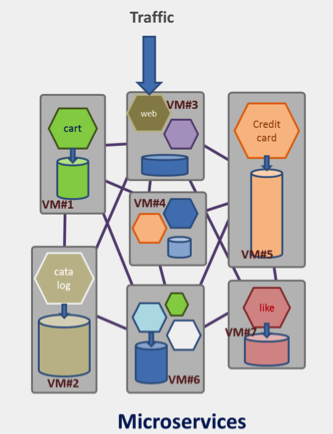 Traffic
web
VM#3
cart
VM#1
Credit
card
VM#4
VM#5
cata
log
VM#2
VM#6
like
VM#7
Microservices